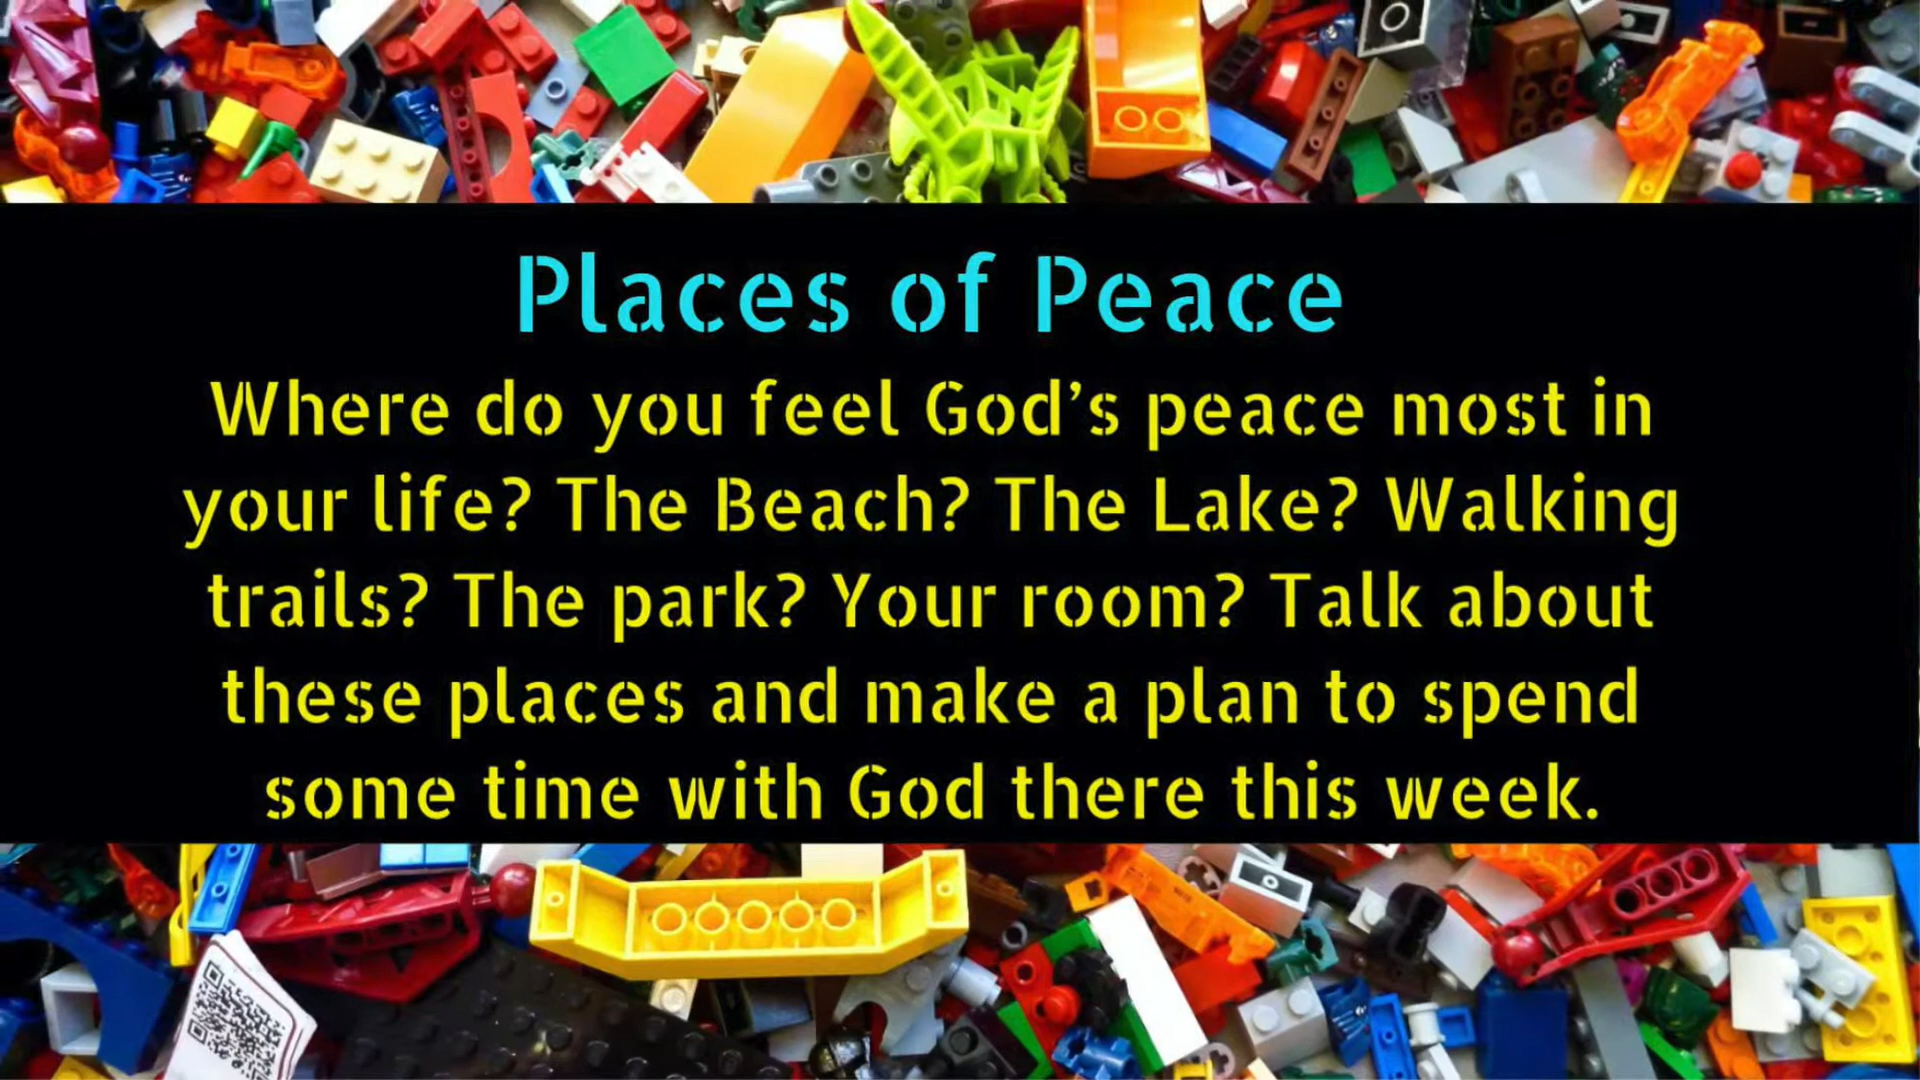 Places of Peace
Where do you feel God’s peace most in
your life? The Beach? The Lake? Walking
trails? The park? Your room? Talk about
these places and make a plan to spend
some time with God there this week.